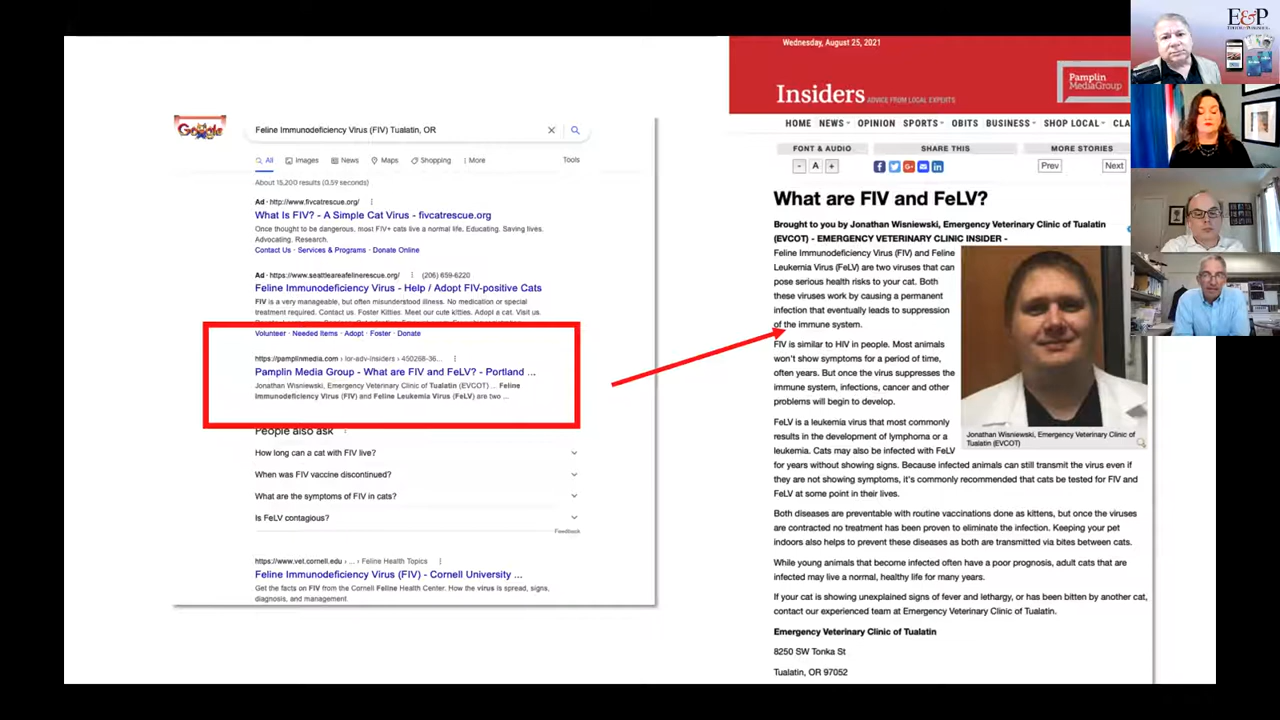 Google
Feline Immunodeficiency Virus (FIV) Tualatin, OR
All Images News Maps Shopping More Tools
About 15,200 results (0.59 seconds)
Ad · http://www.fivcatrescue.org/
What Is FIV? - A Simple Cat Virus - fivcatrescue.org
Once thought to be dangerous, most FIV+ cats live a normal life, Educating. Saving lives.
Advocating. Research.
Contact Us · Services & Programs · Donate Online
Ad · https://www.seattleareafelinerescue.org/ (206) 659-6220
Feline Immunodeficiency Virus - Help / Adopt FIV-positive Cats
FIV is a very manageable, but often misunderstood illness. No medication or special
treatment required. Contact us. Foster Kitties. Meet our cute kitties. Adopt a cat. Visit us.
Volunteer · Needed Items · Adopt · Foster · Donate
https://pamplinmedia.com › lor-adv-insiders › 450268-36...
Pamplin Media Group - What are FIV and FeLV? - Portland ...
Jonathan Wisniewski, Emergency Veterinary Clinic of Tualatin (EVCOT) ... Feline
Immunodeficiency Virus (FIV) and Feline Leukemia Virus (FeLV) are two ...
People also ask
How long can a cat with FIV live?
When was FIV vaccine discontinued?
What are the symptoms of FIV in cats?
Is FeLV contagious?
Feedback
https://www.vet.cornell.edu › ... › Feline Health Topics
Feline Immunodeficiency Virus (FIV) - Cornell University ...
Get the facts on FIV from the Cornell Feline Health Center. How the virus is spread, signs,
diagnosis, and management.
Wednesday, August 25, 2021
Insiders ADVICE FROM LOCAL EXPERTS
Pamplin
MediaGroup
HOME NEWS OPINION SPORTS OBITS BUSINESS SHOP LOCAL CLA
FONT & AUDIO SHARE THIS MORE STORIES
- A + Prev Next
What are FIV and FeLV?
Brought to you by Jonathan Wisniewski, Emergency Veterinary Clinic of Tualatin
(EVCOT) - EMERGENCY VETERINARY CLINIC INSIDER -
Feline Immunodeficiency Virus (FIV) and Feline
Leukemia Virus (FeLV) are two viruses that can
pose serious health risks to your cat. Both
these viruses work by causing a permanent
infection that eventually leads to suppression
of the immune system.
FIV is similar to HIV in people. Most animals
won't show symptoms for a period of time,
often years. But once the virus suppresses the
immune system, infections, cancer and other
problems will begin to develop.
FeLV is a leukemia virus that most commonly
results in the development of lymphoma or a
leukemia. Cats may also be infected with FeLV
for years without showing signs. Because infected animals can still transmit the virus even if
they are not showing symptoms, it's commonly recommended that cats be tested for FIV and
FeLV at some point in their lives.
Jonathan Wisniewski, Emergency Veterinary Clinic of
Tualatin (EVCOT)
Both diseases are preventable with routine vaccinations done as kittens, but once the viruses
are contracted no treatment has been proven to eliminate the infection. Keeping your pet
indoors also helps to prevent these diseases as both are transmitted via bites between cats.
While young animals that become infected often have a poor prognosis, adult cats that are
infected may live a normal, healthy life for many years.
If your cat is showing unexplained signs of fever and lethargy, or has been bitten by another cat,
contact our experienced team at Emergency Veterinary Clinic of Tualatin.
Emergency Veterinary Clinic of Tualatin
8250 SW Tonka St
Tualatin, OR 97052
E&P